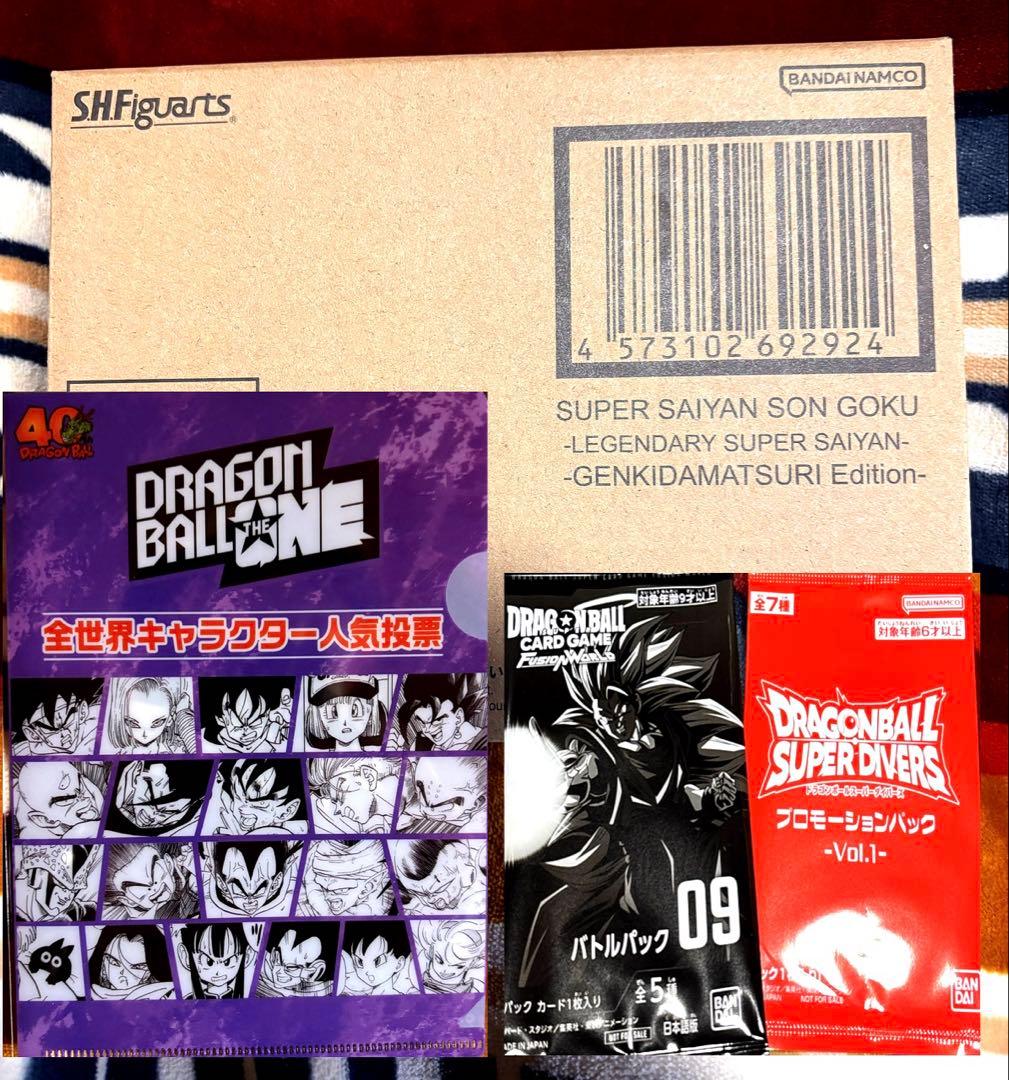 S.H.Figuarts
BANDAI NAMCO
4 573102 692924
SUPER SAIYAN SON GOKU
-LEGENDARY SUPER SAIYAN-
-GENKIDAMATSURI Edition-
40
DRAGON BALL
DRAGON
BALL THE ONE
全世界キャラクター人気投票
対象年齢9才以上
DRAGON BALL
CARD GAME
FUSION WORLD
バトルパック 09
パック カード1枚入り
全5種
BAN
DAI
NOT FOR SALE
日本語版
ADE IN JAPAN
全7種
BANDAI NAMCO
対象年齢6才以上
DRAGONBALL
SUPER DIVERS
ドラゴンボールスーパーダイバーズ
プロモーションパック
-Vol.1-
NOT FOR SALE
BAN
DAI